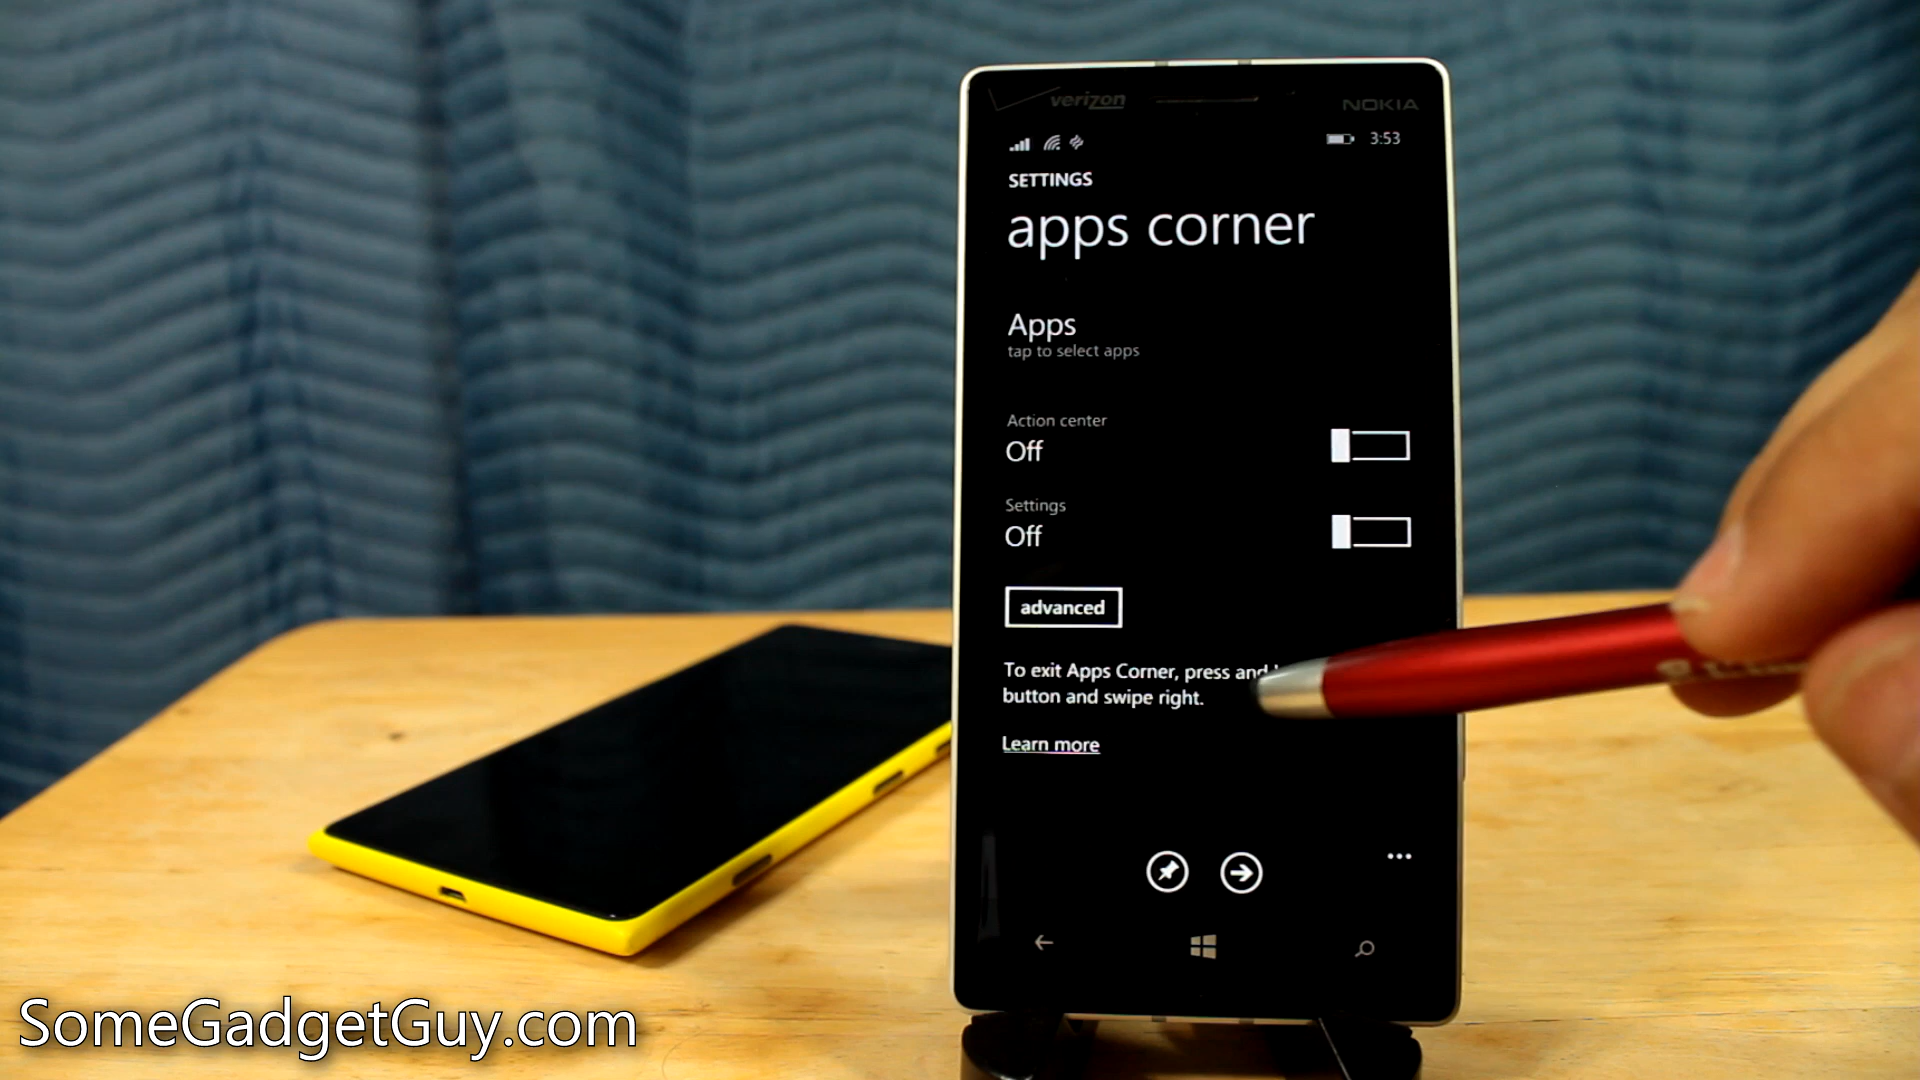 verizon
NOKIA
3:53
SETTINGS
apps corner
Apps
tap to select apps
Action center
Off
Settings
Off
advanced
To exit Apps Corner, press and
button and swipe right.
Learn more
SomeGadgetGuy.com